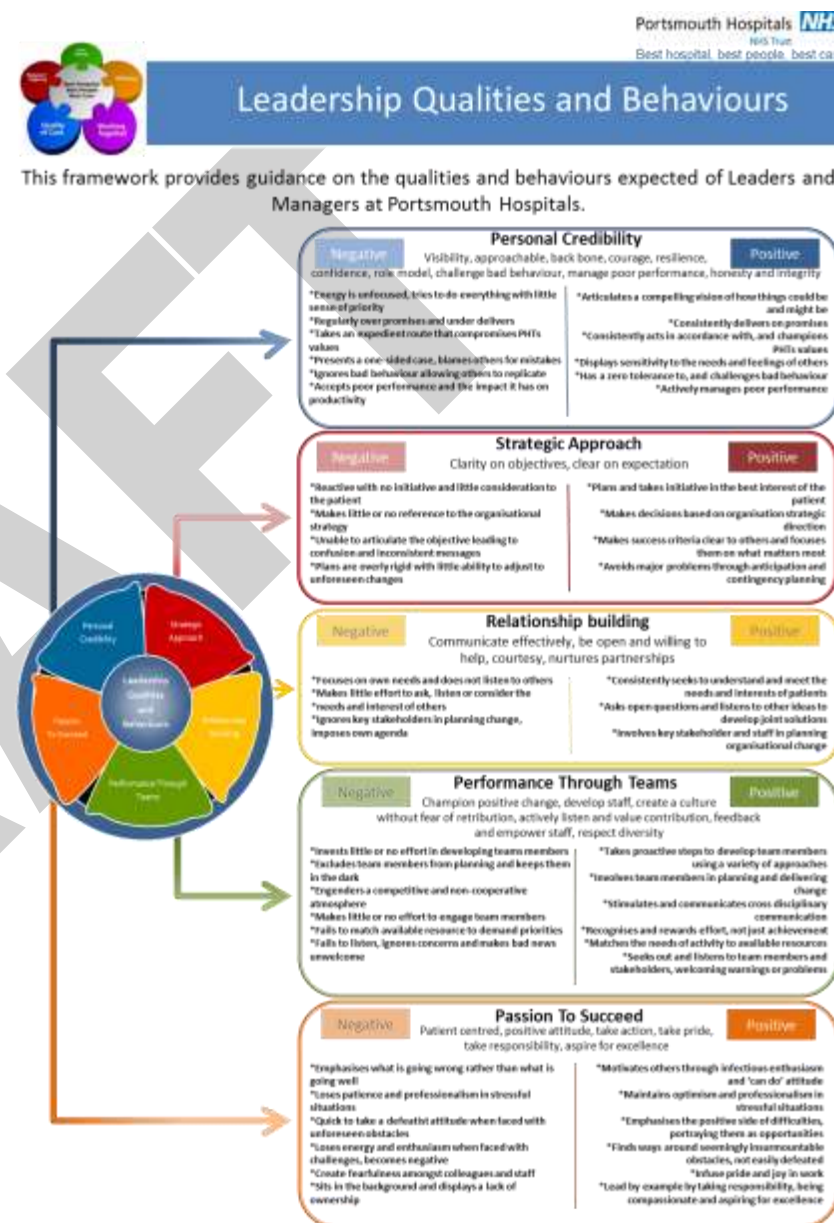 Portsmouth Hospitals NHS
NHS Trust
Best hospital, best people, best ca
Quality
of Care
Working
Together
Leadership Qualities and Behaviours
This framework provides guidance on the qualities and behaviours expected of Leaders and
Managers at Portsmouth Hospitals.
Negative
Personal Credibility
Positive
Visibility, approachable, back bone, courage, resilience,
confidence, role model, challenge bad behaviour, manage poor performance, honesty and integrity
*Energy is unfocused, tries to do everything with little
sense of priority
*Regularly over promises and under delivers
*Takes an expedient route that compromises PHTs
values
*Presents a one-sided case, blames others for mistakes
*Ignores bad behaviour allowing others to replicate
*Accepts poor performance and the impact it has on
productivity
*Articulates a compelling vision of how things could be
and might be
*Consistently delivers on promises
*Consistently acts in accordance with, and champions
PHTs values
*Displays sensitivity to the needs and feelings of others
*Has a zero tolerance to, and challenges bad behaviour
*Actively manages poor performance
Negative
Strategic Approach
Positive
Clarity on objectives, clear on expectation
*Reactive with no initiative and little consideration to
the patient
*Makes little or no reference to the organisational
strategy
*Unable to articulate the objective leading to
confusion and inconsistent messages
*Plans are overly rigid with little ability to adjust to
unforeseen changes
*Plans and takes initiative in the best interest of the
patient
*Makes decisions based on organisation strategic
direction
*Makes success criteria clear to others and focuses
them on what matters most
*Avoids major problems through anticipation and
contingency planning
Personal
Credibility
Strategic
Approach
Leadership
Qualities
and
Behaviours
Passion
To Succeed
Relationship
building
Performance Through
Teams
Negative
Relationship building
Positive
Communicate effectively, be open and willing to
help, courtesy, nurtures partnerships
*Focuses on own needs and does not listen to others
*Makes little effort to ask, listen or consider the
needs and interest of others
*Ignores key stakeholders in planning change,
imposes own agenda
*Consistently seeks to understand and meet the
needs and interests of patients
*Asks open questions and listens to other ideas to
develop joint solutions
*Involves key stakeholder and staff in planning
organisational change
Negative
Performance Through Teams
Positive
Champion positive change, develop staff, create a culture
without fear of retribution, actively listen and value contribution, feedback
and empower staff, respect diversity
*Invests little or no effort in developing teams members
*Excludes team members from planning and keeps them
in the dark
*Engenders a competitive and non-cooperative
atmosphere
*Makes little or no effort to engage team members
*Fails to match available resource to demand priorities
*Fails to listen, ignores concerns and makes bad news
unwelcome
*Takes proactive steps to develop team members
using a variety of approaches
*Involves team members in planning and delivering
change
*Stimulates and communicates cross disciplinary
communication
*Recognises and rewards effort, not just achievement
*Matches the needs of activity to available resources
*Seeks out and listens to team members and
stakeholders, welcoming warnings or problems
Negative
Passion To Succeed
Positive
Patient centred, positive attitude, take action, take pride,
take responsibility, aspire for excellence
*Emphasises what is going wrong rather than what is
going well
*Loses patience and professionalism in stressful
situations
*Quick to take a defeatist attitude when faced with
unforeseen obstacles
*Loses energy and enthusiasm when faced with
challenges, becomes negative
*Create fearfulness amongst colleagues and staff
*Sits in the background and displays a lack of
ownership
*Motivates others through infectious enthusiasm
and 'can do' attitude
*Maintains optimism and professionalism in
stressful situations
*Emphasises the positive side of difficulties,
portraying them as opportunities
*Finds ways around seemingly insurmountable
obstacles, not easily defeated
*Infuse pride and joy in work
*Lead by example by taking responsibility, being
compassionate and aspiring for excellence